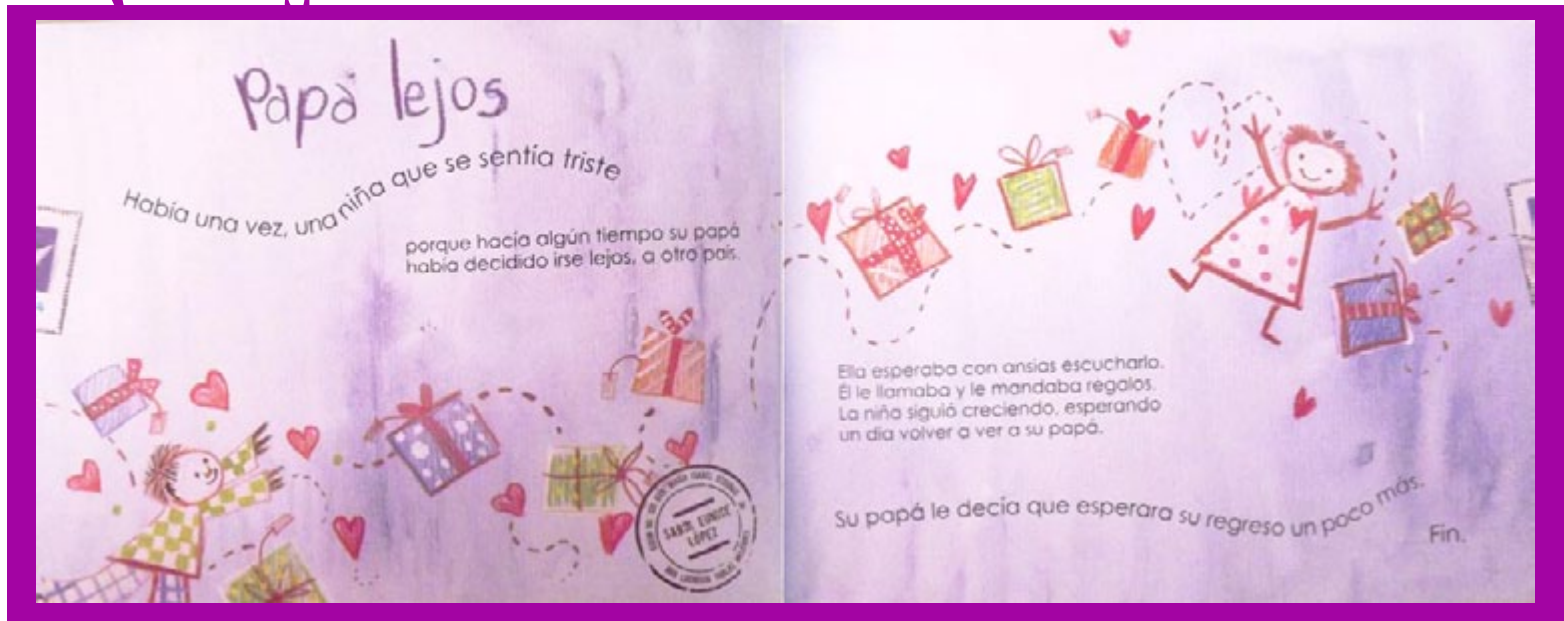 Papá lejos
Había una vez, una niña que se sentía triste
porque hacía algún tiempo su papá
había decidido irse lejos, a otro país.
SARAI EUNICE
LÓPEZ
Ella esperaba con ansias escucharlo.
Él le llamaba y le mandaba regalos.
La niña siguió creciendo, esperando
un día volver a ver a su papá.
Su papá le decía que esperara su regreso un poco más.
Fin.